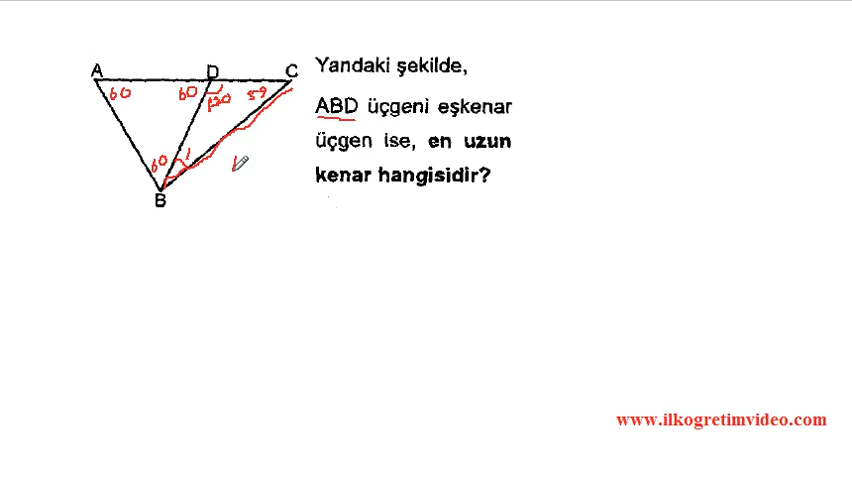 A D C
60 60 120 59
60 1
B
Yandaki şekilde,
ABD üçgeni eşkenar
üçgen ise, en uzun
kenar hangisidir?
www.ilkogretimvideo.com